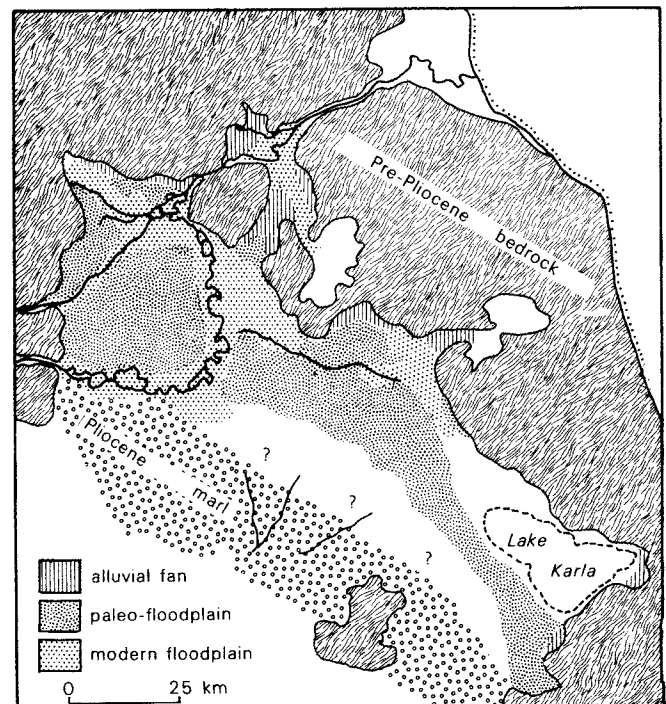 Pre-Pliocene bedrock
Pliocene marl
?
?
?
Lake
Karla
alluvial fan
paleo-floodplain
modern floodplain
0 25 km